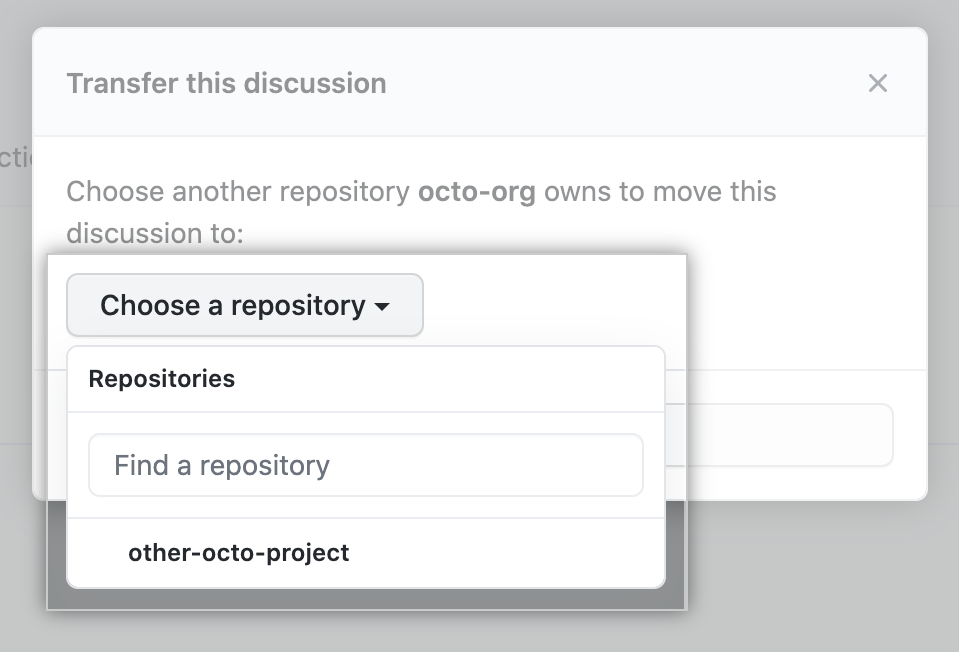 Transfer this discussion
Choose another repository octo-org owns to move this
discussion to:
Choose a repository
Repositories
Find a repository
other-octo-project